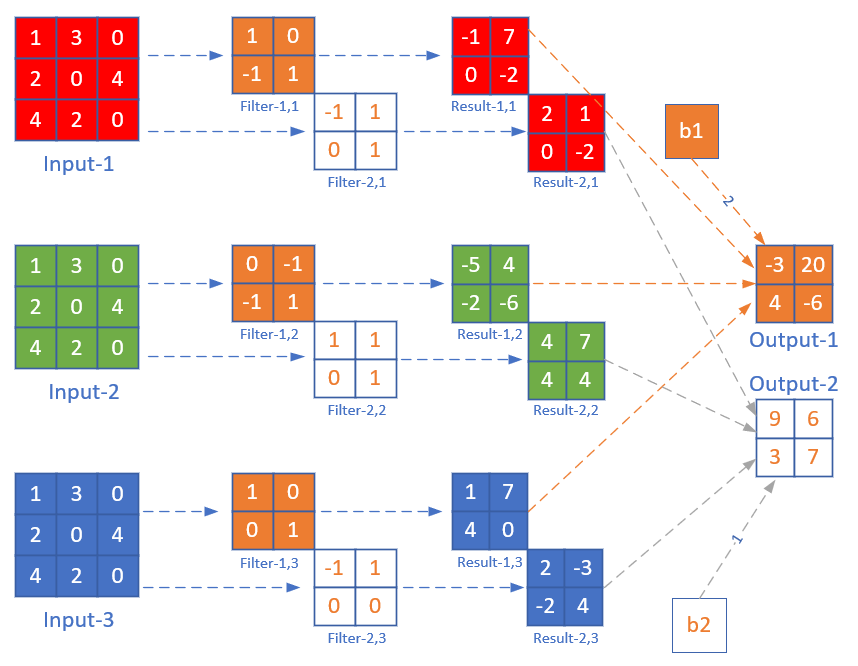 1 3 0
2 0 4
4 2 0
Input-1
1 0
-1 1
Filter-1,1
-1 1
0 1
Filter-2,1
-1 7
0 -2
Result-1,1
2 1
0 -2
Result-2,1
b1
2
1 3 0
2 0 4
4 2 0
Input-2
0 -1
-1 1
Filter-1,2
1 1
0 1
Filter-2,2
-5 4
-2 -6
Result-1,2
4 7
4 4
Result-2,2
-3 20
4 -6
Output-1
Output-2
9 6
3 7
1 3 0
2 0 4
4 2 0
Input-3
1 0
0 1
Filter-1,3
-1 1
0 0
Filter-2,3
1 7
4 0
Result-1,3
2 -3
-2 4
Result-2,3
1
b2